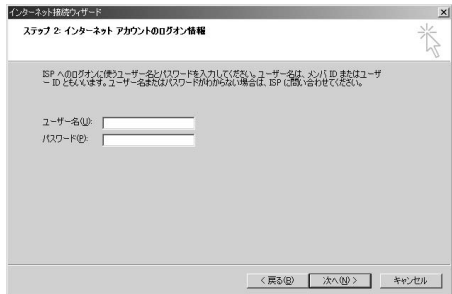 インターネット接続ウィザード
ステップ 2: インターネット アカウントのログオン情報
ISP へのログオンに使うユーザー名とパスワードを入力してください。ユーザー名は、メンバ ID またはユーザ
ー ID ともいいます。ユーザー名またはパスワードがわからない場合は、ISP に問い合わせてください。
ユーザー名(U):
パスワード(P):
< 戻る(B)
次へ(N) >
キャンセル